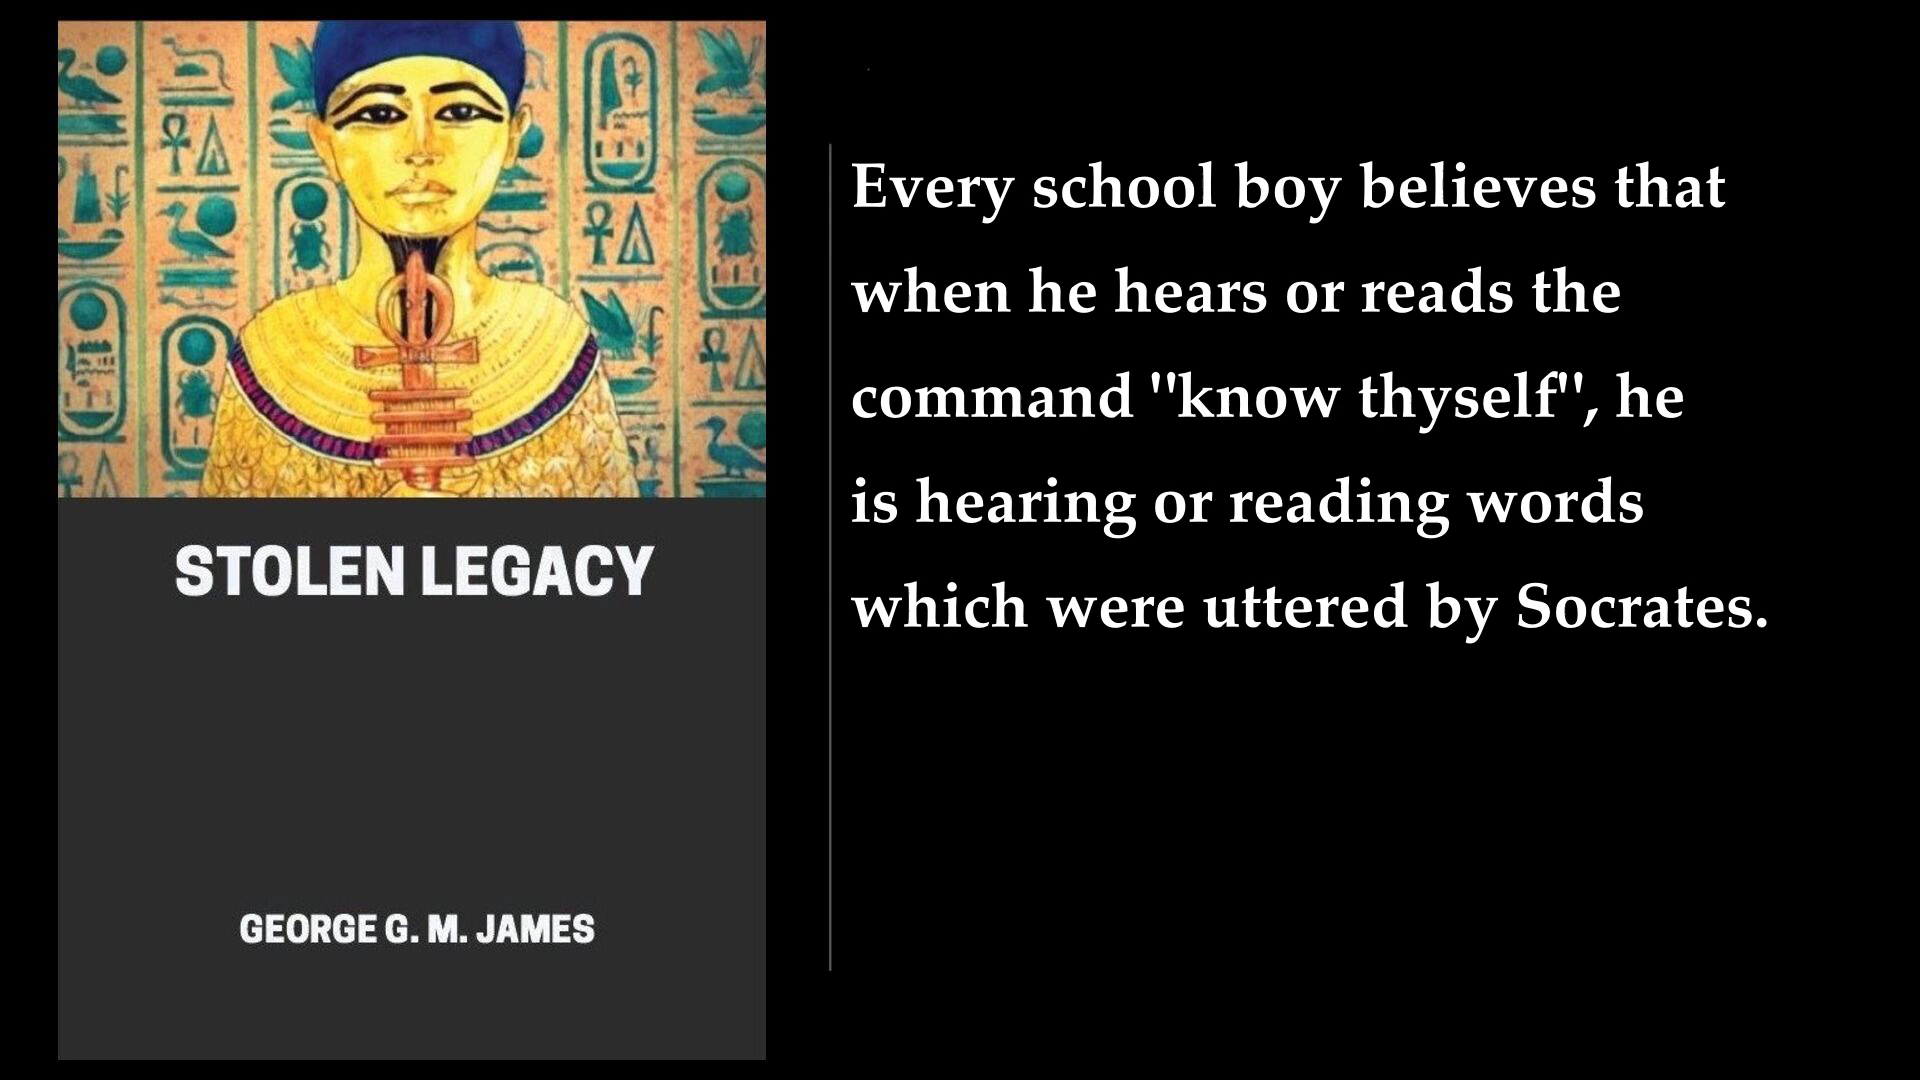 STOLEN LEGACY
GEORGE G. M. JAMES
Every school boy believes that
when he hears or reads the
command "know thyself", he
is hearing or reading words
which were uttered by Socrates.